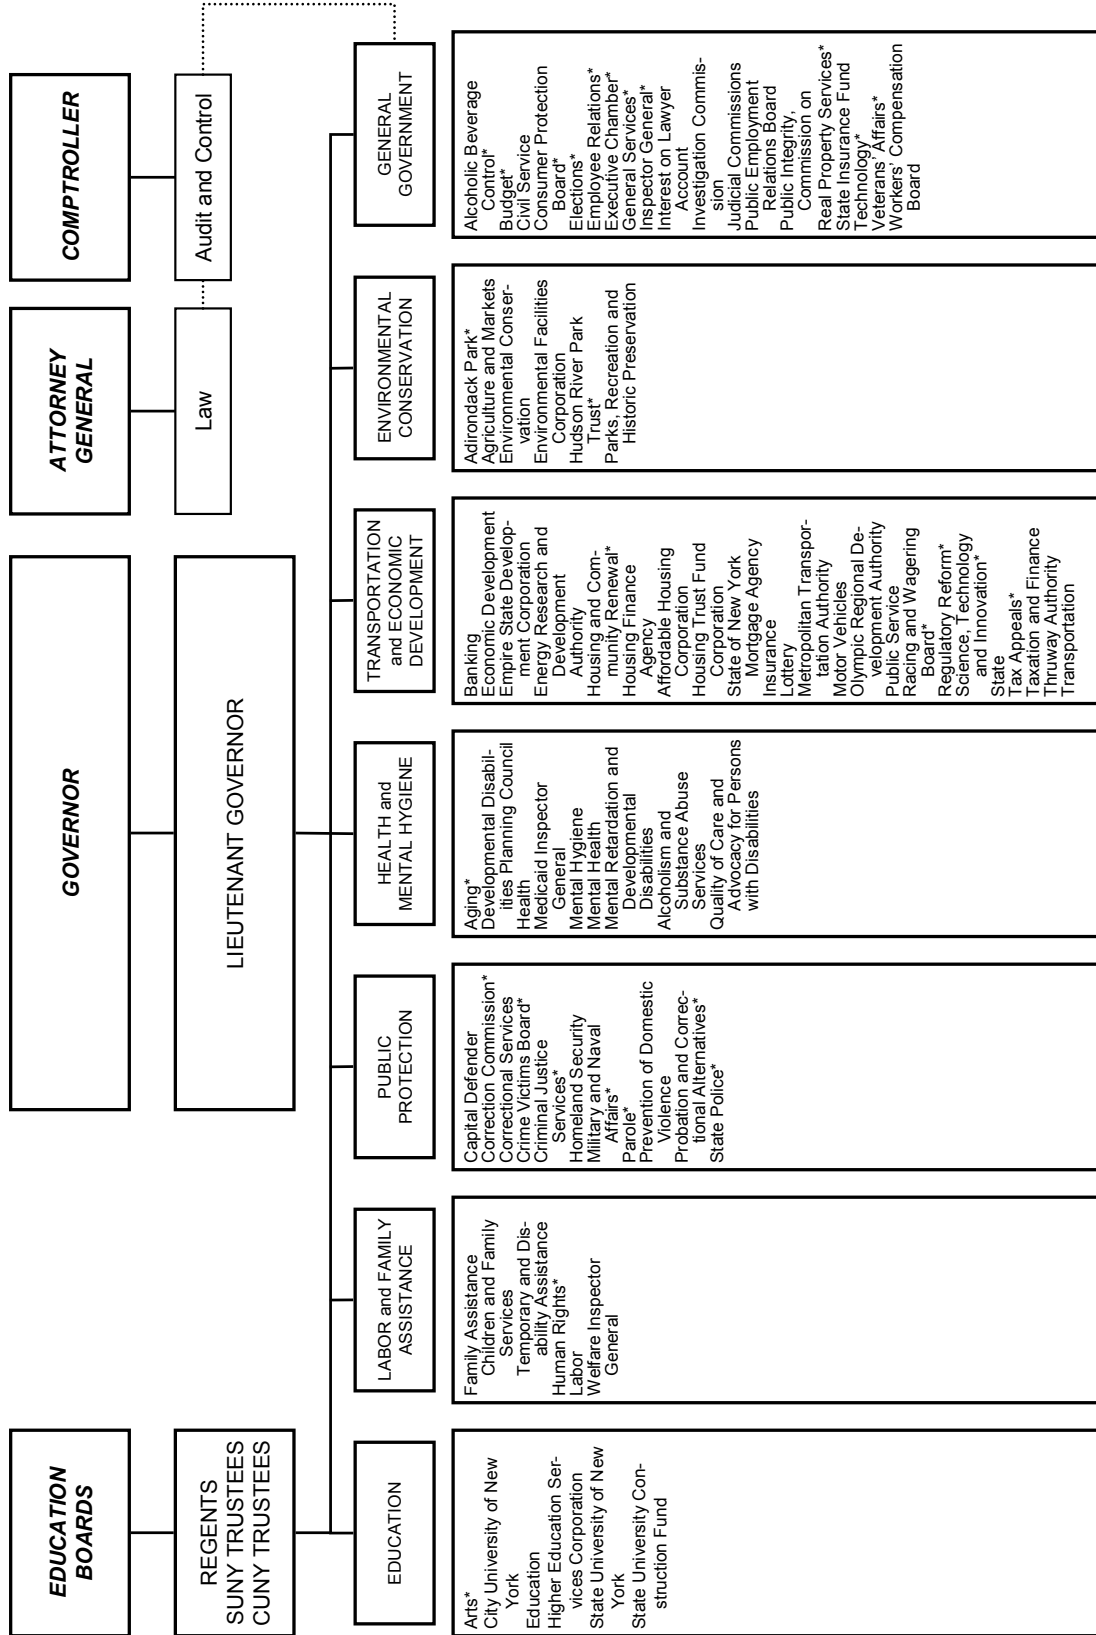 EDUCATION
BOARDS
GOVERNOR
ATTORNEY
GENERAL
COMPTROLLER
REGENTS
SUNY TRUSTEES
CUNY TRUSTEES
LIEUTENANT GOVERNOR
Law
Audit and Control
EDUCATION
LABOR and FAMILY
ASSISTANCE
PUBLIC
PROTECTION
HEALTH and
MENTAL HYGIENE
TRANSPORTATION
and ECONOMIC
DEVELOPMENT
ENVIRONMENTAL
CONSERVATION
GENERAL
GOVERNMENT
Arts*
City University of New
York
Education
Higher Education Ser-
vices Corporation
State University of New
York
State University Con-
struction Fund
Family Assistance
Children and Family
Services
Temporary and Dis-
ability Assistance
Human Rights*
Labor
Welfare Inspector
General
Capital Defender
Correction Commission*
Correctional Services
Crime Victims Board*
Criminal Justice
Services*
Homeland Security
Military and Naval
Affairs*
Parole*
Prevention of Domestic
Violence
Probation and Correc-
tional Alternatives*
State Police*
Aging*
Developmental Disabil-
ities Planning Council
Health
Medicaid Inspector
General
Mental Hygiene
Mental Health
Mental Retardation and
Developmental
Disabilities
Alcoholism and
Substance Abuse
Services
Quality of Care and
Advocacy for Persons
with Disabilities
Banking
Economic Development
Empire State Develop-
ment Corporation
Energy Research and
Development
Authority
Housing and Com-
munity Renewal*
Housing Finance
Agency
Affordable Housing
Corporation
Housing Trust Fund
Corporation
State of New York
Mortgage Agency
Insurance
Lottery
Metropolitan Transpor-
tation Authority
Motor Vehicles
Olympic Regional De-
velopment Authority
Public Service
Racing and Wagering
Board*
Regulatory Reform*
Science, Technology
and Innovation*
State
Tax Appeals*
Taxation and Finance
Thruway Authority
Transportation
Adirondack Park*
Agriculture and Markets
Environmental Conser-
vation
Environmental Facilities
Corporation
Hudson River Park
Trust*
Parks, Recreation and
Historic Preservation
Alcoholic Beverage
Control*
Budget*
Civil Service
Consumer Protection
Board*
Elections*
Employee Relations*
Executive Chamber*
General Services*
Inspector General*
Interest on Lawyer
Account
Investigation Commis-
sion
Judicial Commissions
Public Employment
Relations Board
Public Integrity,
Commission on
Real Property Services*
State Insurance Fund
Technology*
Veterans' Affairs*
Workers' Compensation
Board